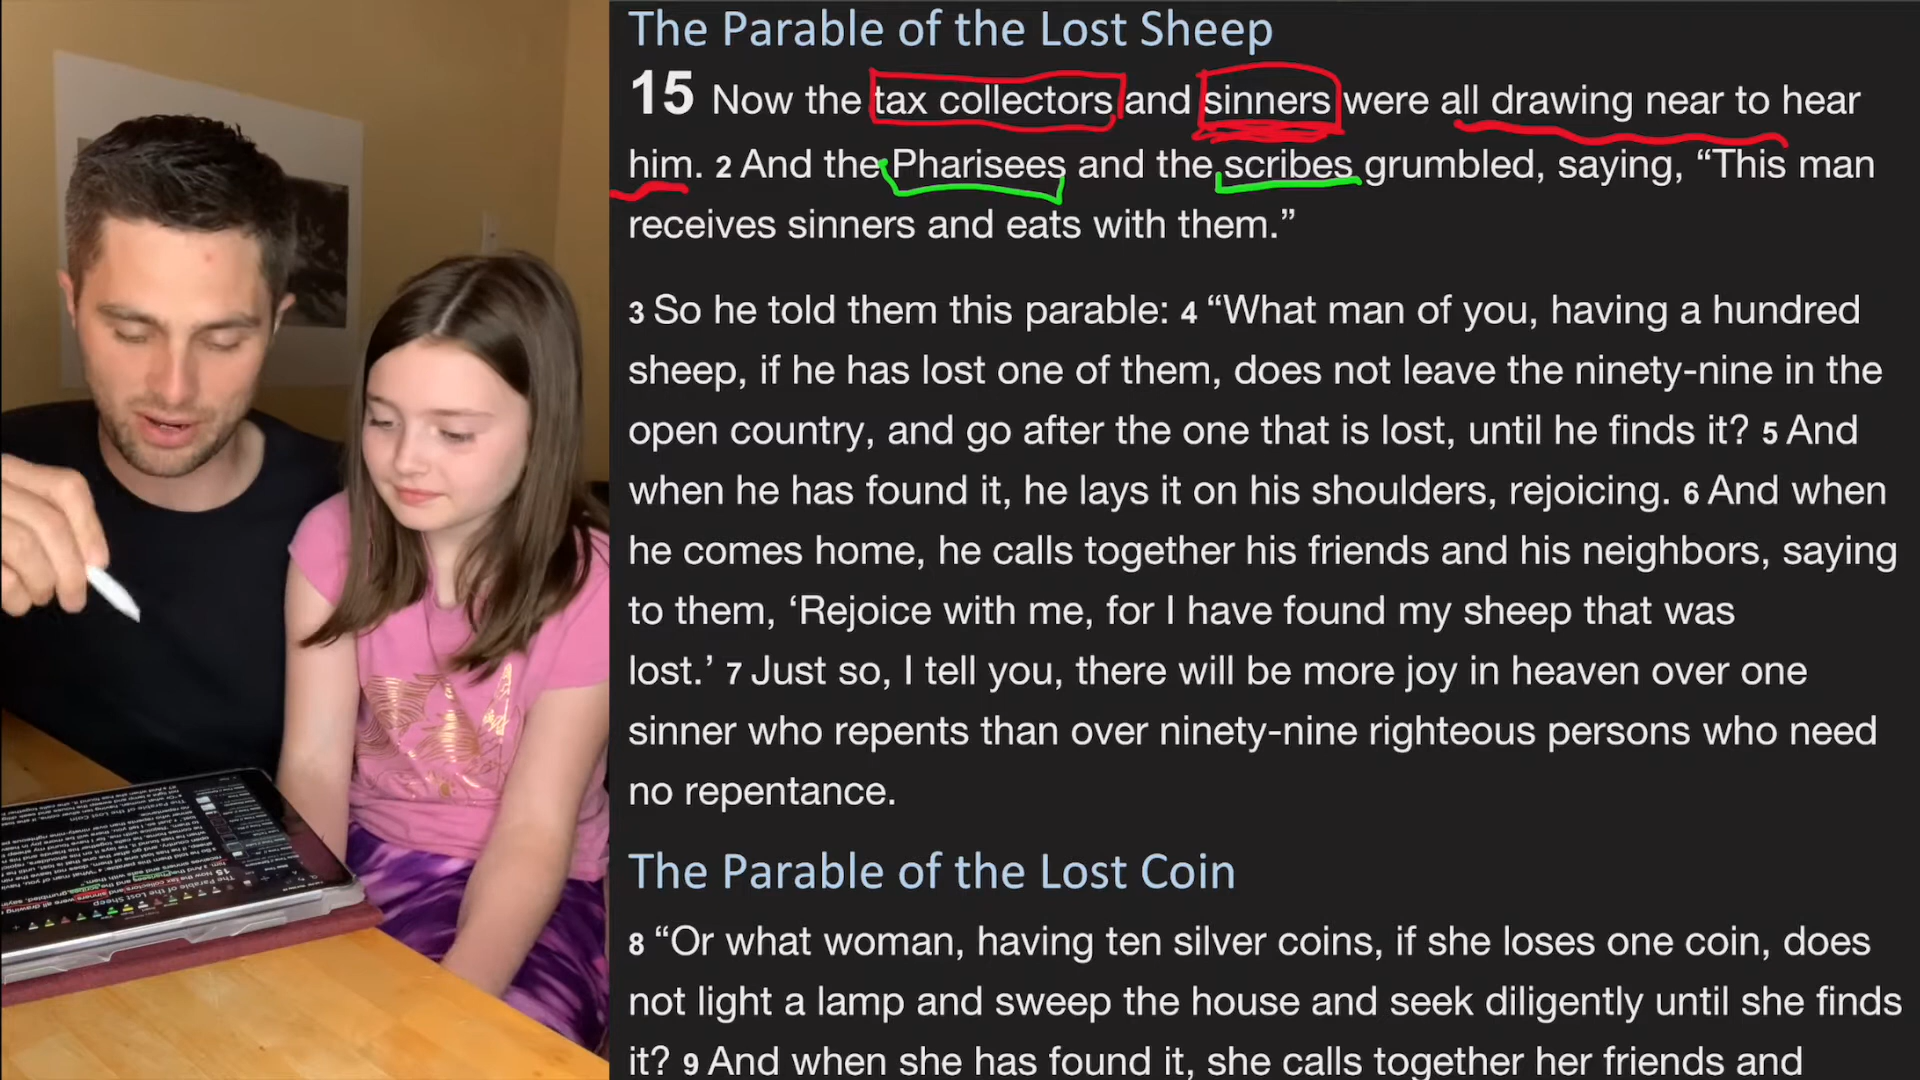 The Parable of the Lost Sheep
15 Now the tax collectors and sinners were all drawing near to hear
him. 2 And the Pharisees and the scribes grumbled, saying, “This man
receives sinners and eats with them.”
3 So he told them this parable: 4 “What man of you, having a hundred
sheep, if he has lost one of them, does not leave the ninety-nine in the
open country, and go after the one that is lost, until he finds it? 5 And
when he has found it, he lays it on his shoulders, rejoicing. 6 And when
he comes home, he calls together his friends and his neighbors, saying
to them, ‘Rejoice with me, for I have found my sheep that was
lost.’ 7 Just so, I tell you, there will be more joy in heaven over one
sinner who repents than over ninety-nine righteous persons who need
no repentance.
The Parable of the Lost Coin
8 “Or what woman, having ten silver coins, if she loses one coin, does
not light a lamp and sweep the house and seek diligently until she finds
it? 9 And when she has found it, she calls together her friends and